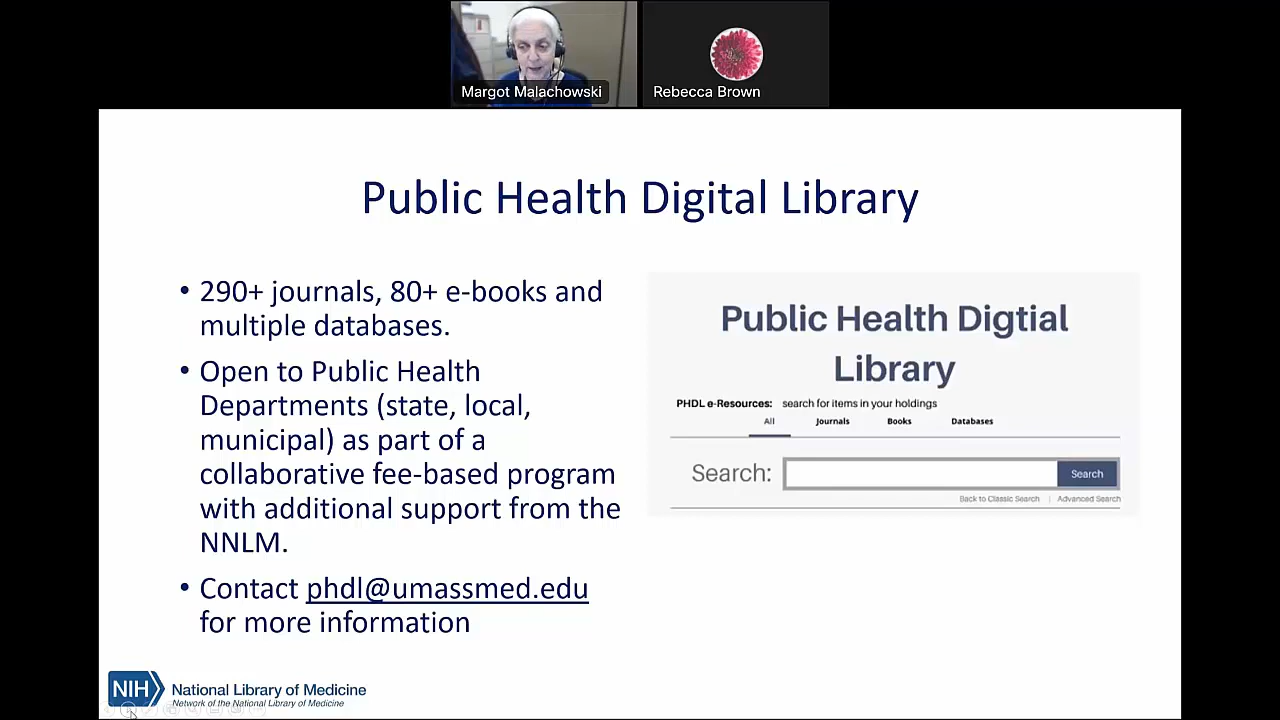 Margot Malachowski
Rebecca Brown
Public Health Digital Library
• 290+ journals, 80+ e-books and
multiple databases.
• Open to Public Health
Departments (state, local,
municipal) as part of a
collaborative fee-based program
with additional support from the
NNLM.
• Contact phdl@umassmed.edu
for more information
Public Health Digtial
Library
PHDL e-Resources: search for items in your holdings
All Journals Books Databases
Search: Search
Back to Classic Search | Advanced Search
NIH National Library of Medicine
Network of the National Library of Medicine